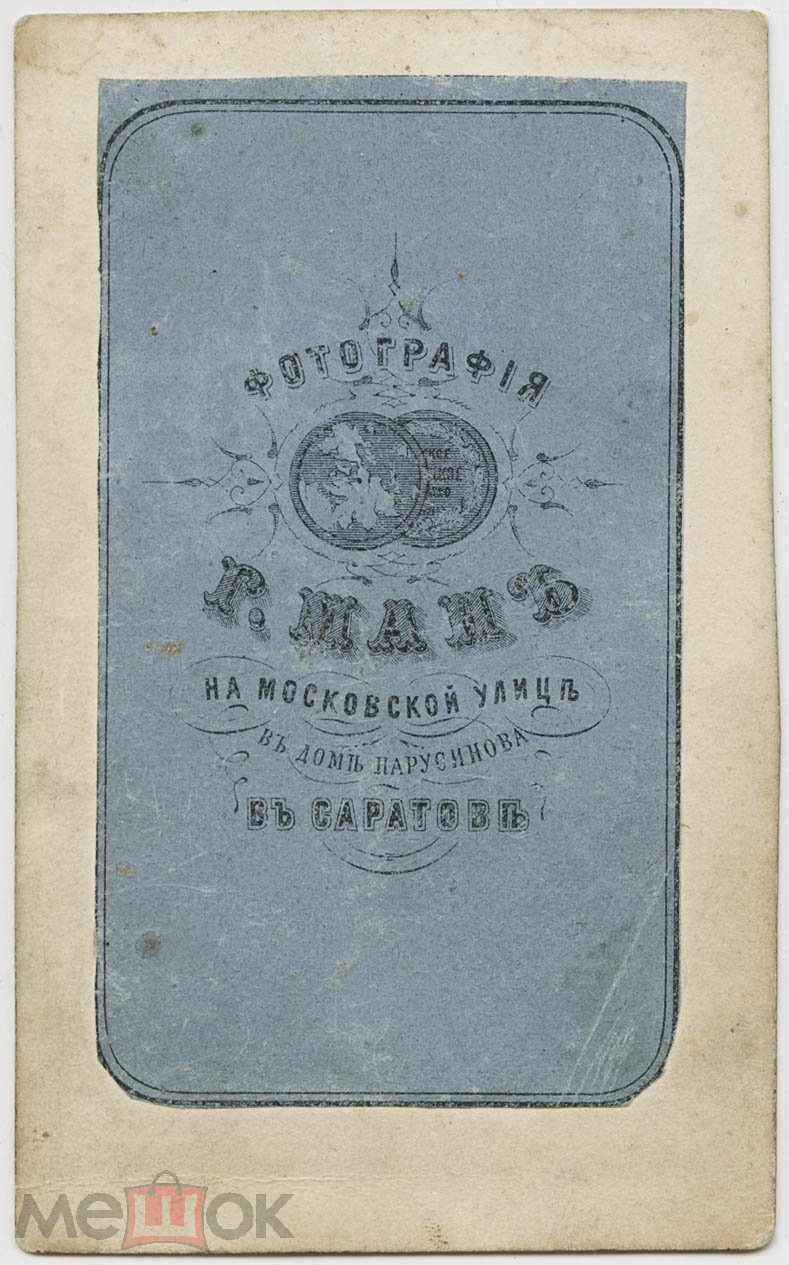 ФОТОГРАФІЯ
Г. МАНЪ
НА МОСКОВСКОЙ УЛИЦѢ
ВЪ ДОМѢ ПАРУСИНОВА
ВЪ САРАТОВѢ
мешок